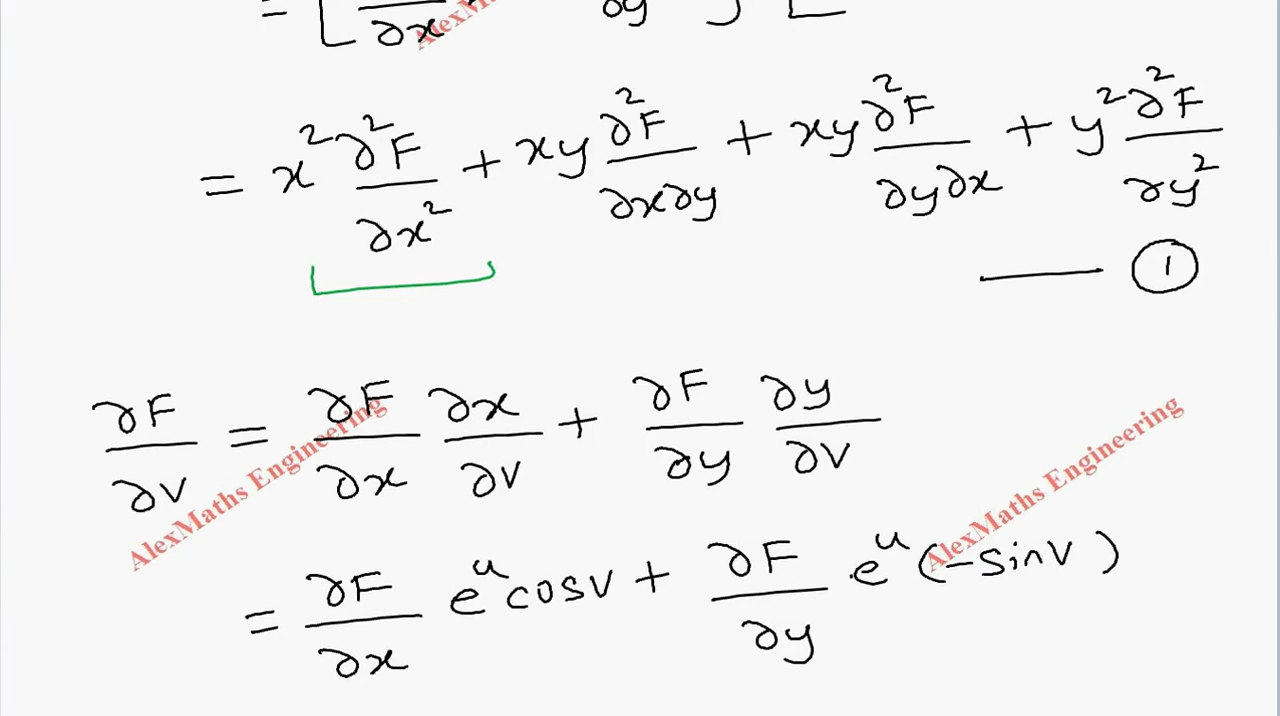 = [ ∂x ∂y ] [
= x² ∂²F/∂x² + xy ∂²F/∂x∂y + xy ∂²F/∂y∂x + y² ∂²F/∂y²
—— ①
∂F/∂v = ∂F/∂x ∂x/∂v + ∂F/∂y ∂y/∂v
= ∂F/∂x e^u cosv + ∂F/∂y e^u (-sinv)
AlexMaths Engineering
AlexMaths Engineering